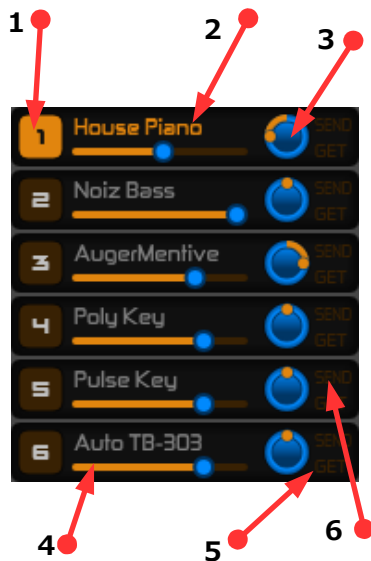 1 2 3
1 House Piano SEND
GET
2 Noiz Bass SEND
GET
3 AugerMentive SEND
GET
4 Poly Key SEND
GET
5 Pulse Key SEND
GET
6 Auto TB-303 SEND
GET
4 5 6